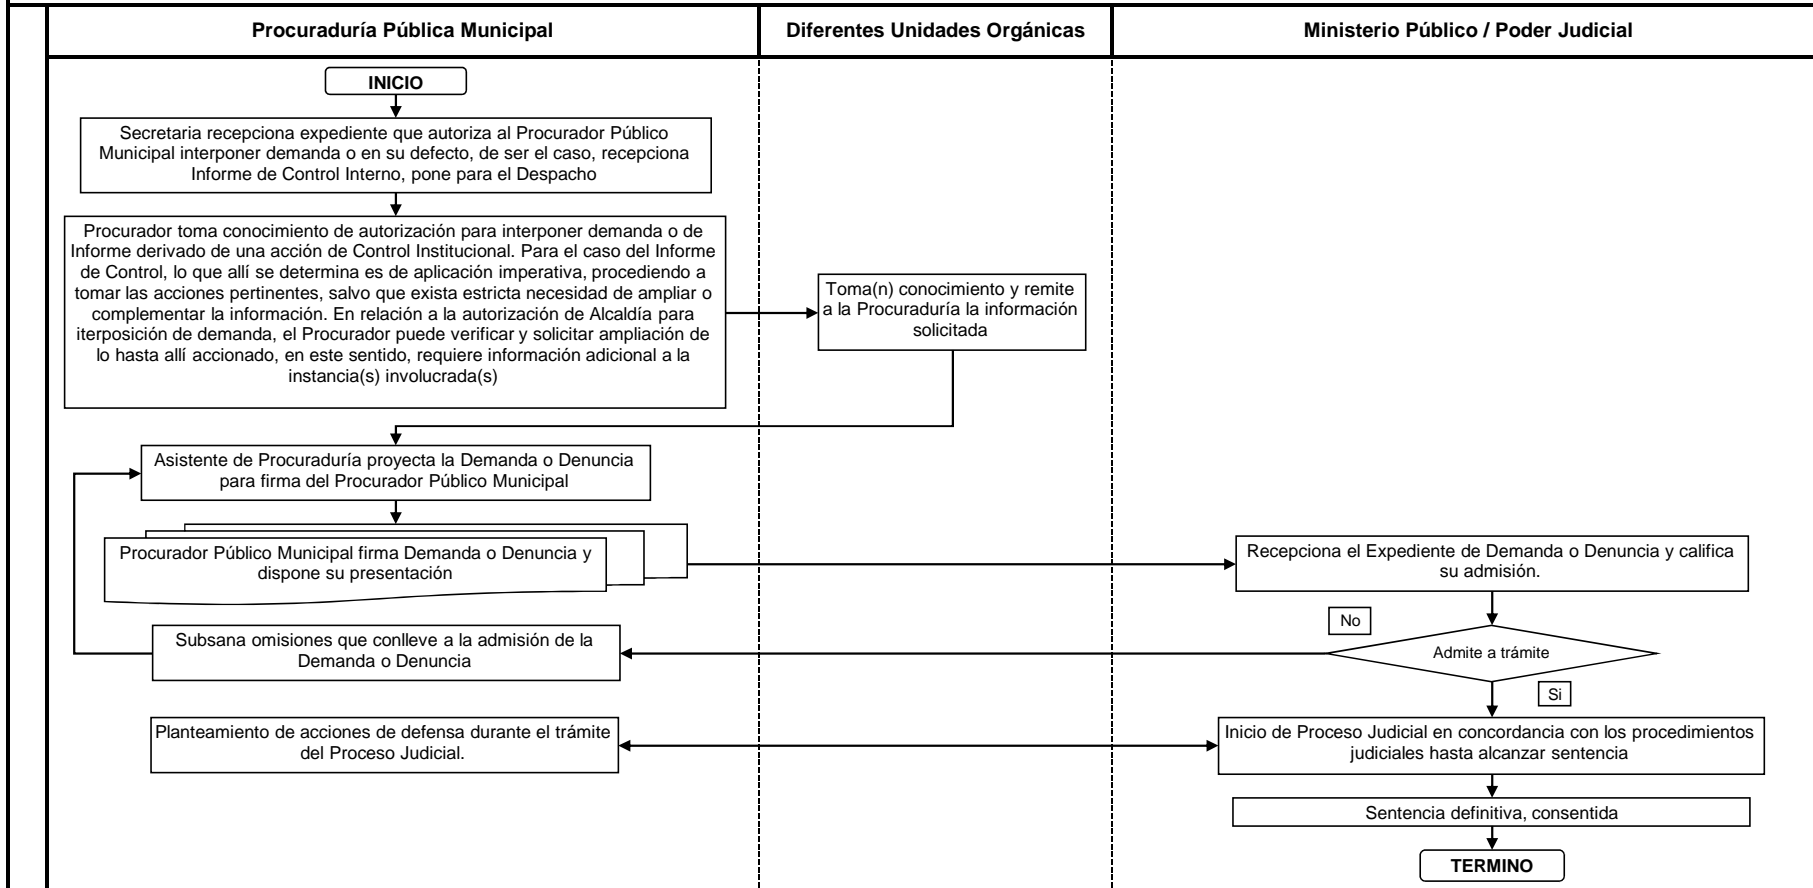 Procuraduría Pública Municipal
Diferentes Unidades Orgánicas
Ministerio Público / Poder Judicial
INICIO
Secretaria recepciona expediente que autoriza al Procurador Público
Municipal interponer demanda o en su defecto, de ser el caso, recepciona
Informe de Control Interno, pone para el Despacho
Procurador toma conocimiento de autorización para interponer demanda o de
Informe derivado de una acción de Control Institucional. Para el caso del Informe
de Control, lo que allí se determina es de aplicación imperativa, procediendo a
tomar las acciones pertinentes, salvo que exista estricta necesidad de ampliar o
complementar la información. En relación a la autorización de Alcaldía para
iterposición de demanda, el Procurador puede verificar y solicitar ampliación de
lo hasta allí accionado, en este sentido, requiere información adicional a la
instancia(s) involucrada(s)
Toma(n) conocimiento y remite
a la Procuraduría la información
solicitada
Asistente de Procuraduría proyecta la Demanda o Denuncia
para firma del Procurador Público Municipal
Procurador Público Municipal firma Demanda o Denuncia y
dispone su presentación
Recepciona el Expediente de Demanda o Denuncia y califica
su admisión.
No
Admite a trámite
Subsana omisiones que conlleve a la admisión de la
Demanda o Denuncia
Si
Planteamiento de acciones de defensa durante el trámite
del Proceso Judicial.
Inicio de Proceso Judicial en concordancia con los procedimientos
judiciales hasta alcanzar sentencia
Sentencia definitiva, consentida
TERMINO